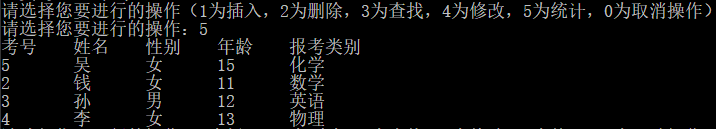 请选择您要进行的操作（1为插入，2为删除，3为查找，4为修改，5为统计，0为取消操作）
请选择您要进行的操作：5
考号 姓名 性别 年龄 报考类别
5 吴 女 15 化学
2 钱 女 11 数学
3 孙 男 12 英语
4 李 女 13 物理